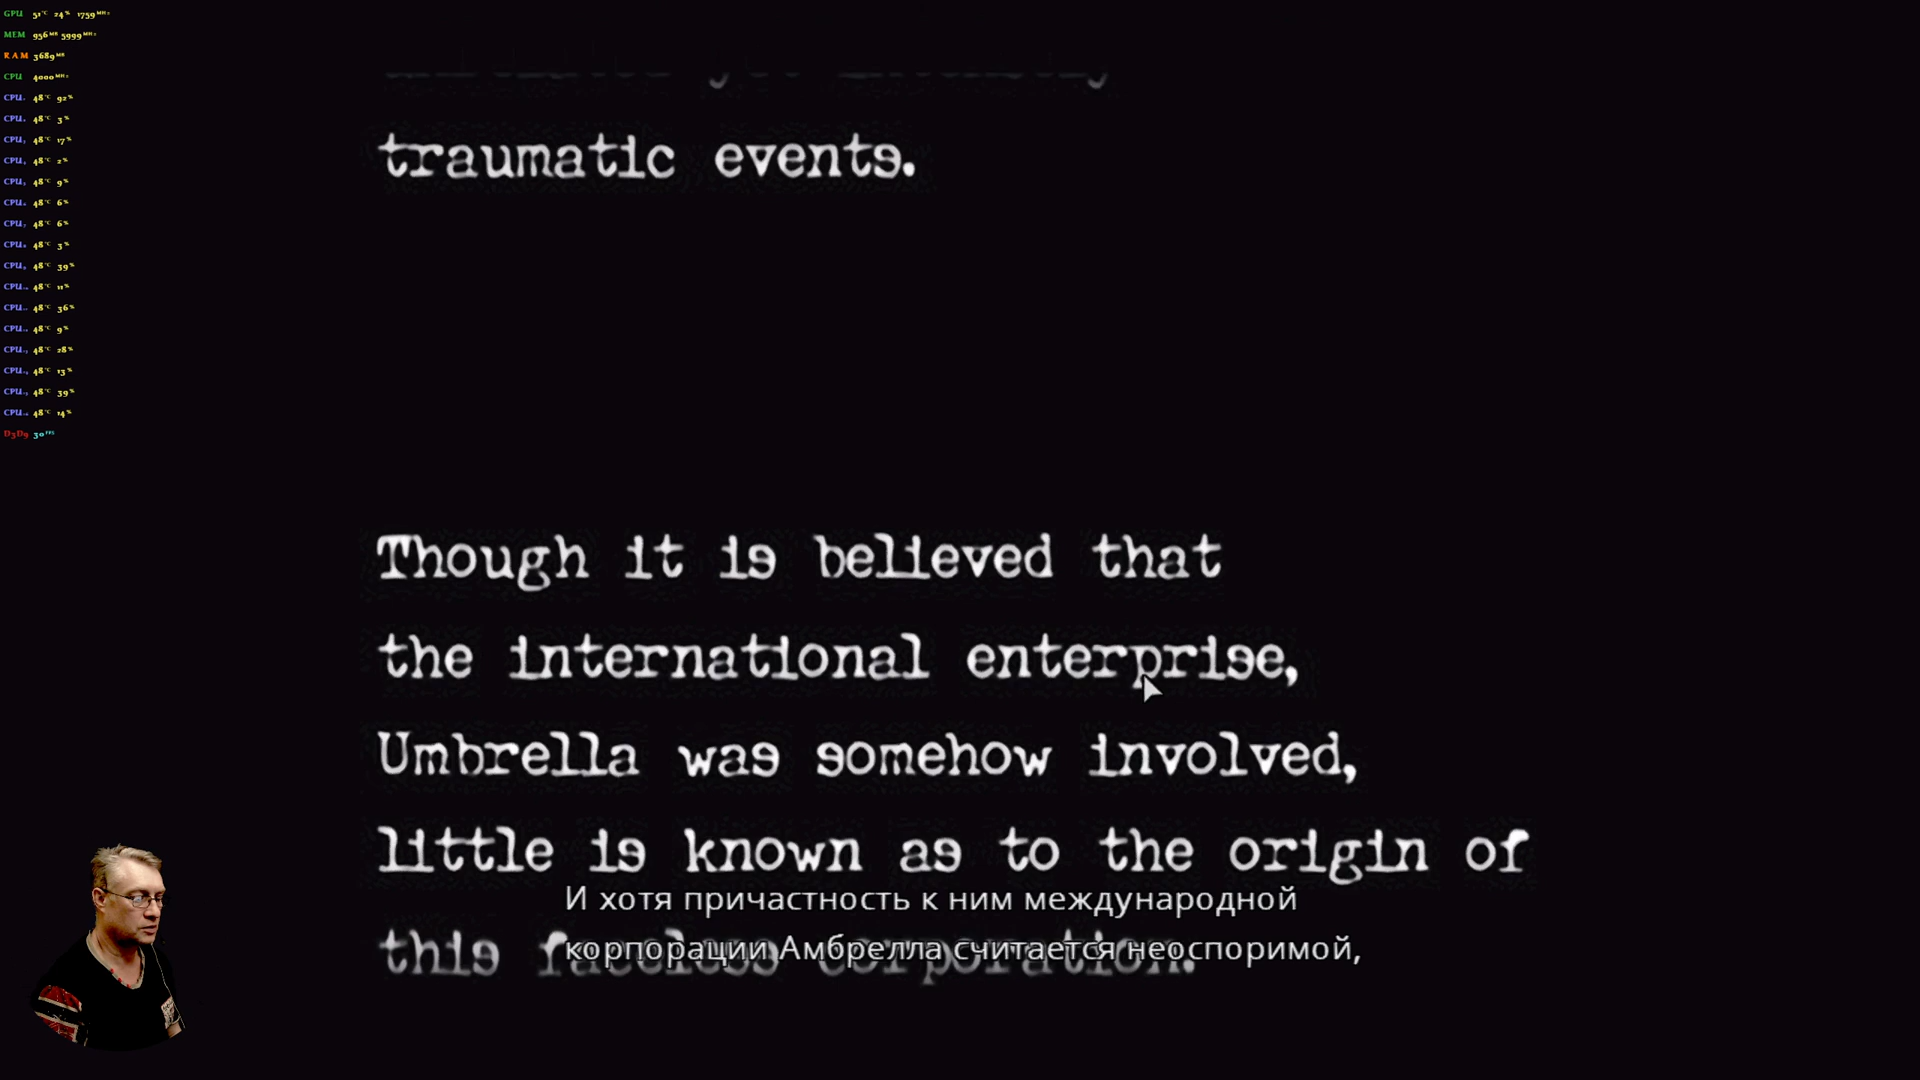 GPU 51°C 24% 1759MHz
MEM 956MB 5999MHz
RAM 3689MB
CPU 4000MHz
CPU 48°C 92%
CPU 48°C 3%
CPU 48°C 17%
CPU 48°C 2%
CPU 48°C 9%
CPU 48°C 6%
CPU 48°C 6%
CPU 48°C 3%
CPU 48°C 39%
CPU 48°C 11%
CPU 48°C 36%
CPU 48°C 9%
CPU 48°C 28%
CPU 48°C 13%
CPU 48°C 39%
CPU 48°C 14%
D3D9 30FPS
traumatic events.
Though it is believed that
the international enterprise,
Umbrella was somehow involved,
little is known as to the origin of
this faceless corporation.
И хотя причастность к ним международной
корпорации Амбрелла считается неоспоримой,